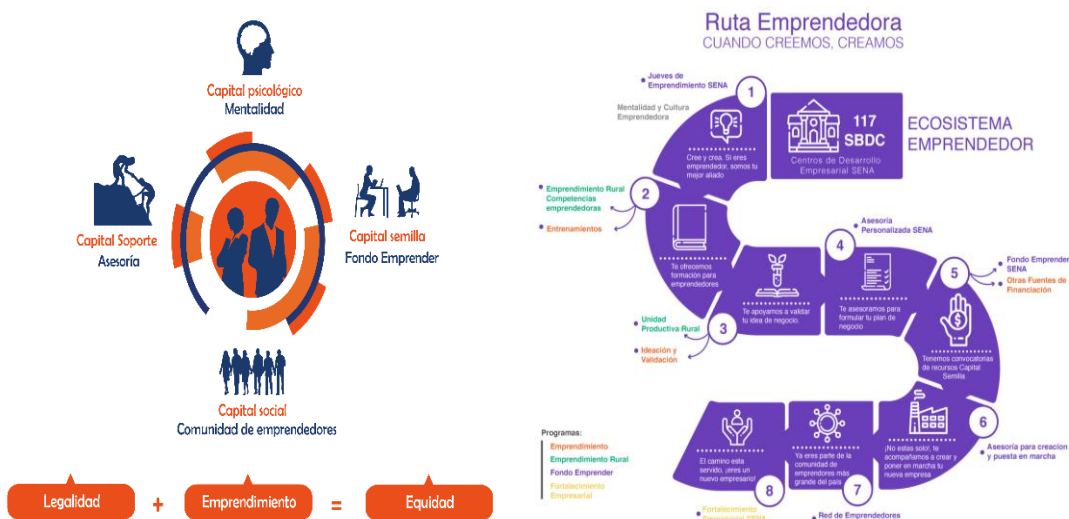 Capital psicológico
Mentalidad
Capital Soporte
Asesoría
Capital semilla
Fondo Emprender
Capital social
Comunidad de emprendedores
Legalidad
+
Emprendimiento
=
Equidad
Ruta Emprendedora
CUANDO CREEMOS, CREAMOS
Jueves de
Emprendimiento SENA
1
Mentalidad y Cultura
Emprendedora
Cree y crea. Si eres
emprendedor, somos tu
mejor aliado
117
SBDC
Centros de Desarrollo
Empresarial SENA
ECOSISTEMA
EMPRENDEDOR
Emprendimiento Rural
Competencias
emprendedoras
Entrenamientos
2
Te ofrecemos
formación para
emprendedores
Unidad
Productiva Rural
Ideación y
Validación
3
Te apoyamos a validar
tu idea de negocio
Asesoría
Personalizada SENA
4
Te asesoramos para
formular tu plan de
negocio
5
Fondo Emprender
SENA
Otras Fuentes de
Financiación
$
Tenemos convocatorias
de recursos Capital
Semilla
6
Asesoría para creacion
y puesta en marcha
¡No estas solo!, te
acompañamos a crear y
poner en marcha tu
nueva empresa
Ya eres parte de la
comunidad de
emprendores más
grande del país
7
Red de Emprendedores
El camino esta
servido, ¡eres un
nuevo empresario!
8
Fortalecimiento
Empresarial SENA
Programas:
Emprendimiento
Emprendimiento Rural
Fondo Emprender
Fortalecimiento
Empresarial